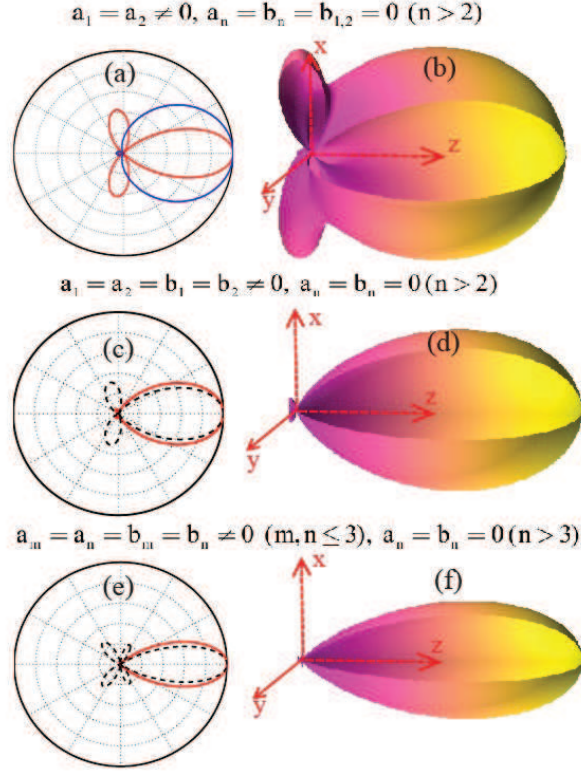 a₁ = a₂ ≠ 0, aₙ = bₙ = b₁,₂ = 0 (n > 2)
(a)
(b)
x
z
y
a₁ = a₂ = b₁ = b₂ ≠ 0, aₙ = bₙ = 0 (n > 2)
(c)
(d)
x
z
y
aₘ = aₙ = bₘ = bₙ ≠ 0 (m, n ≤ 3), aₙ = bₙ = 0 (n > 3)
(e)
(f)
x
z
y